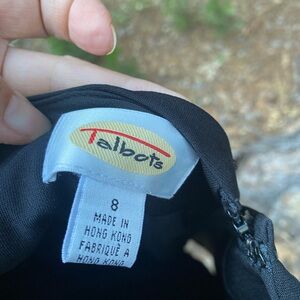 Talbots
8
MADE IN
HONG KONG
FABRIQUÉ A
HONG KONG